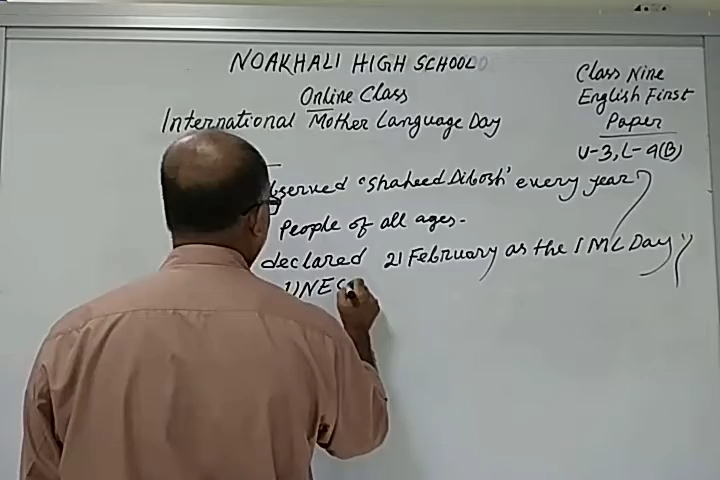 NOAKHALI HIGH SCHOOL
Online Class
International Mother Language Day
Class Nine
English First
Paper
U-3, L-4(B)
bserved 'Shaheed Dibosh' every year?
People of all ages.
declared 21 February as the IML Day?
UNEC